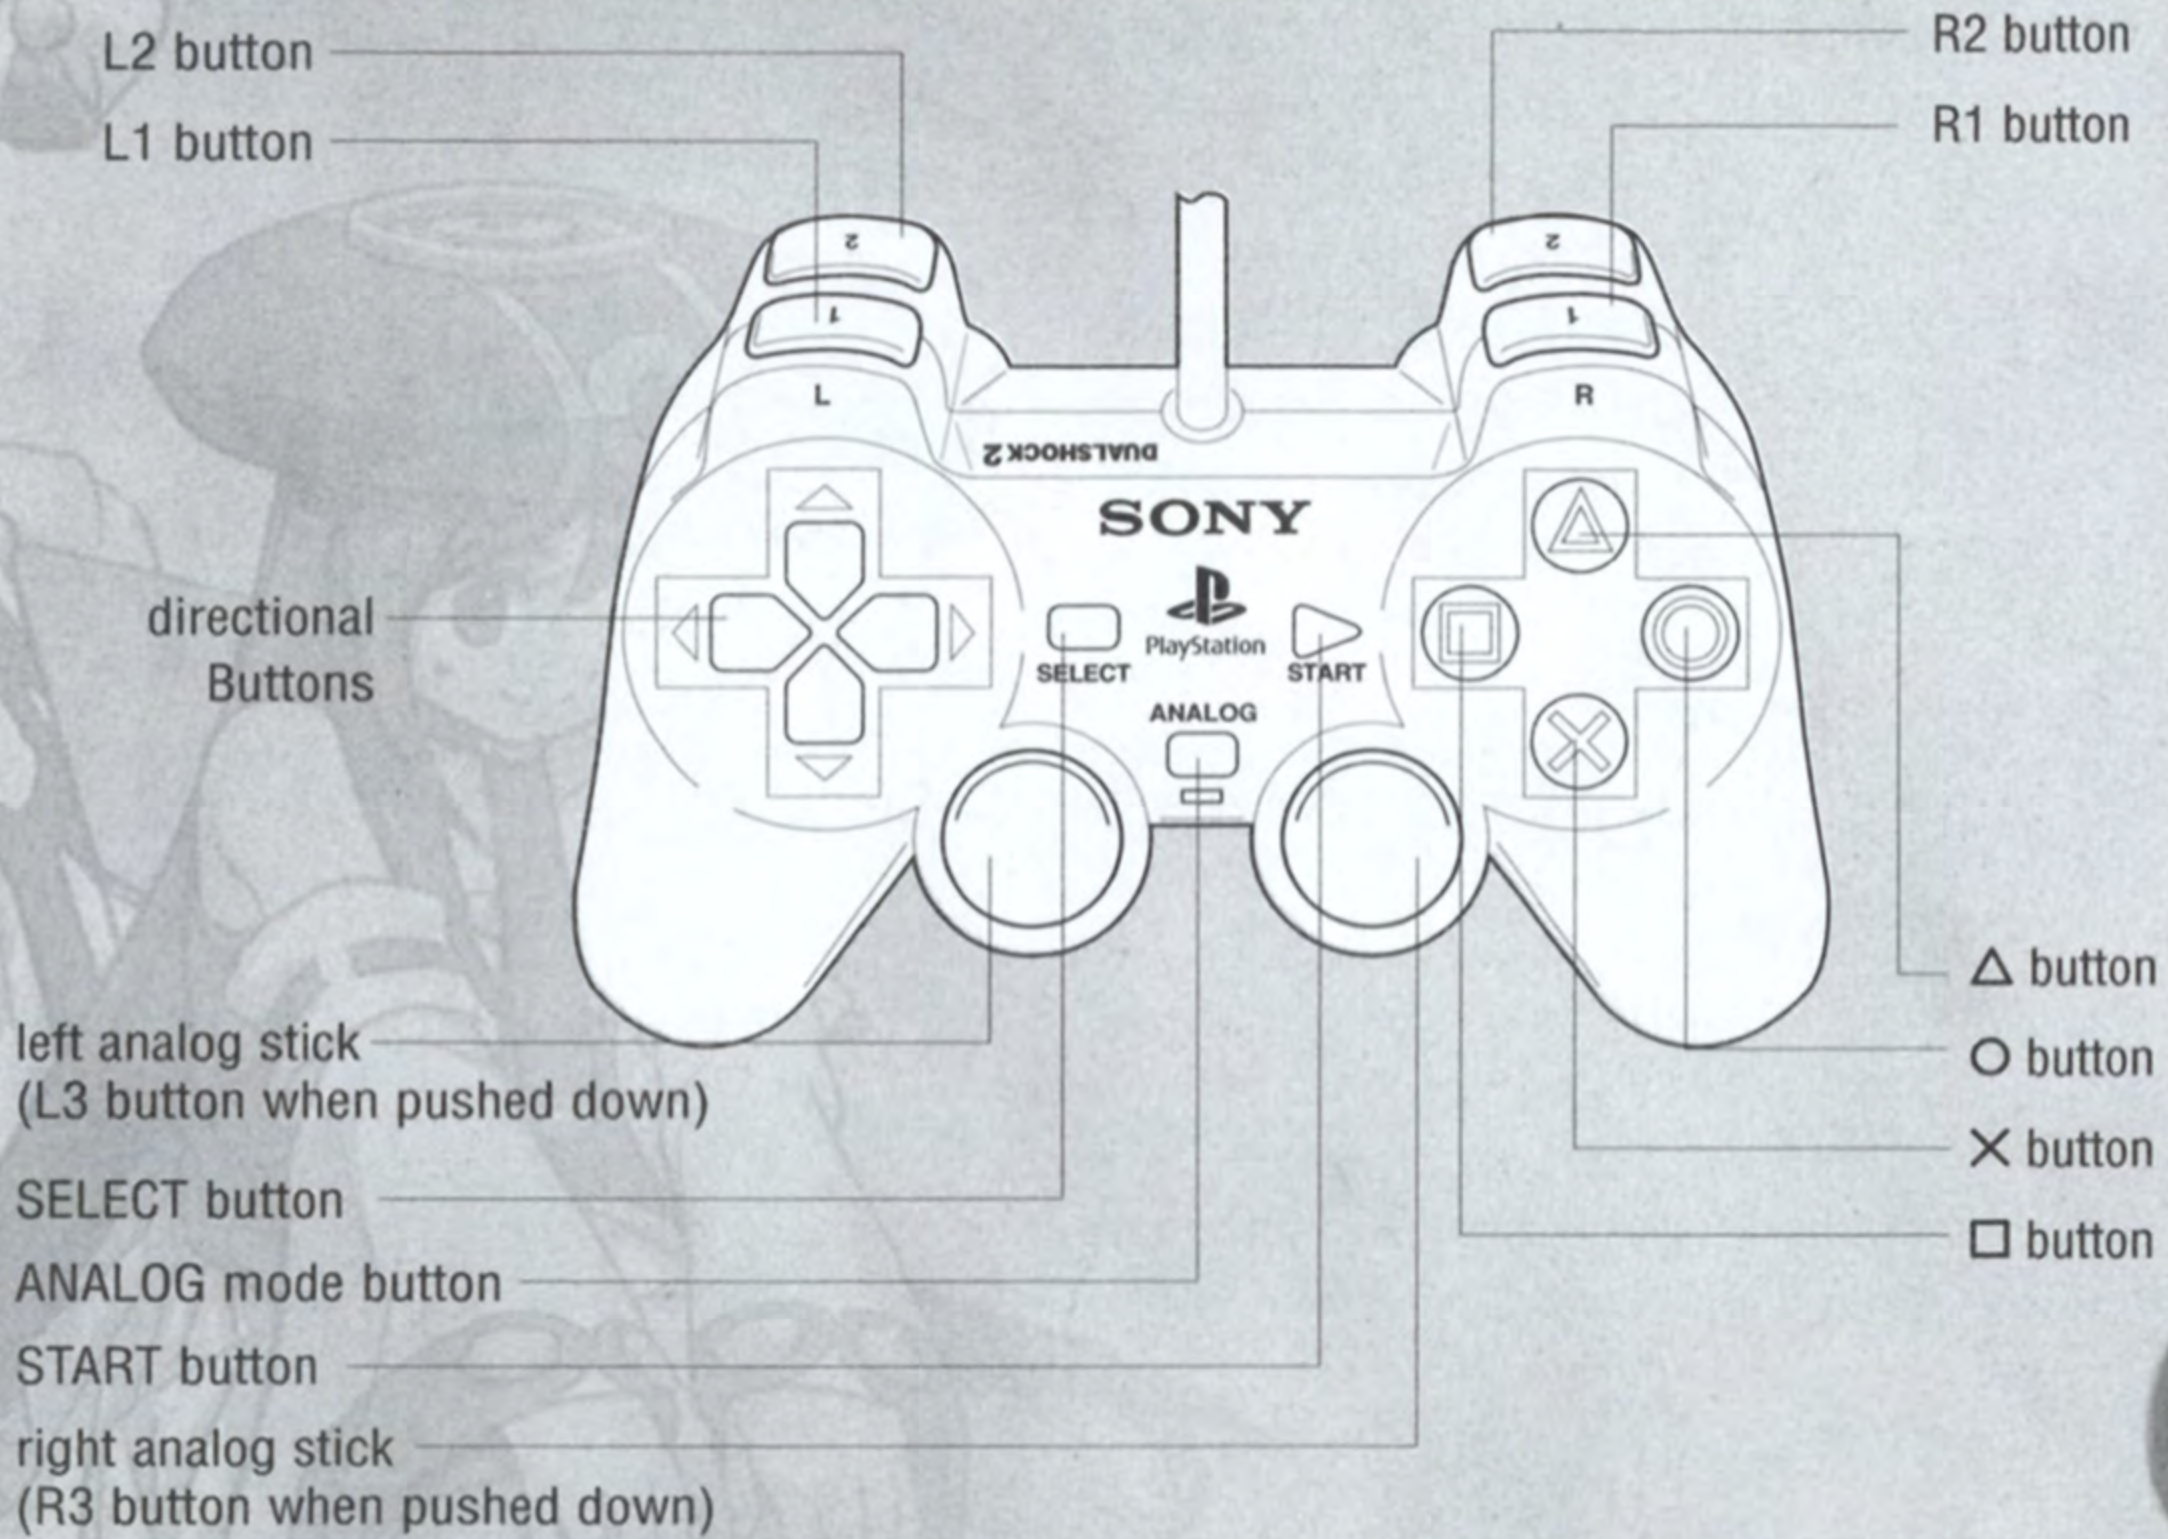 L2 button
L1 button
R2 button
R1 button
2
1
L
2
1
R
DUALSHOCK 2
SONY
PlayStation
SELECT
START
ANALOG
directional
Buttons
left analog stick
(L3 button when pushed down)
SELECT button
ANALOG mode button
START button
right analog stick
(R3 button when pushed down)
△ button
○ button
✕ button
□ button